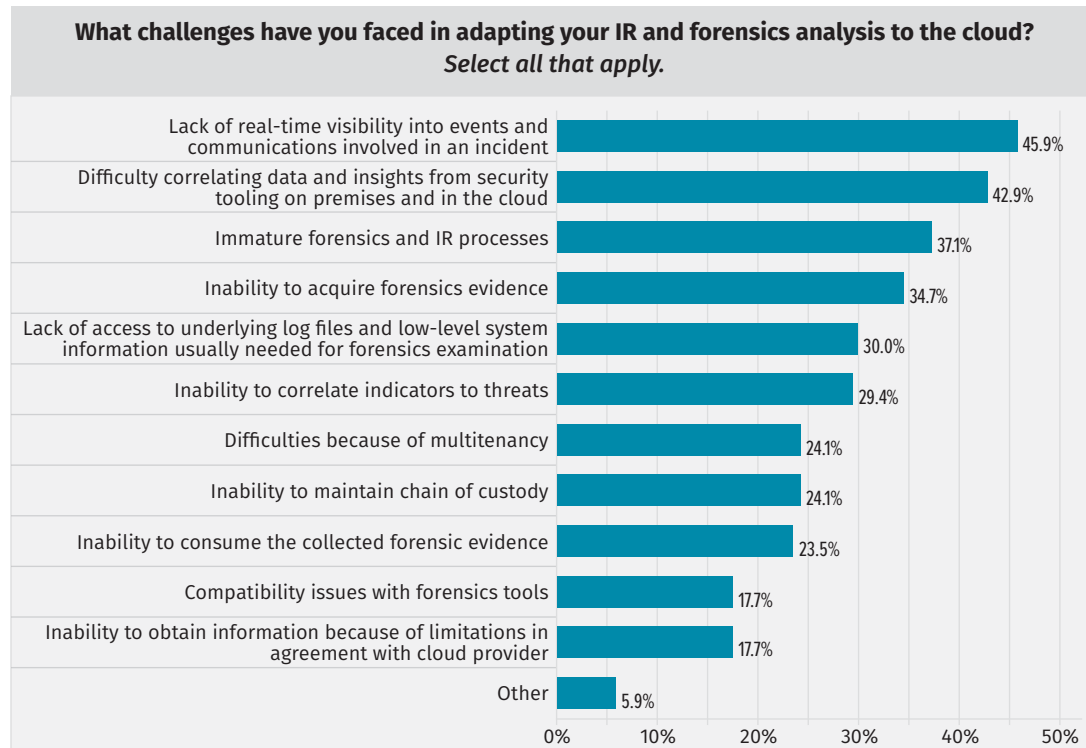 What challenges have you faced in adapting your IR and forensics analysis to the cloud?
Select all that apply.
Lack of real-time visibility into events and
communications involved in an incident
45.9%
Difficulty correlating data and insights from security
tooling on premises and in the cloud
42.9%
Immature forensics and IR processes
37.1%
Inability to acquire forensics evidence
34.7%
Lack of access to underlying log files and low-level system
information usually needed for forensics examination
30.0%
Inability to correlate indicators to threats
29.4%
Difficulties because of multitenancy
24.1%
Inability to maintain chain of custody
24.1%
Inability to consume the collected forensic evidence
23.5%
Compatibility issues with forensics tools
17.7%
Inability to obtain information because of limitations in
agreement with cloud provider
17.7%
Other
5.9%
0% 10% 20% 30% 40% 50%